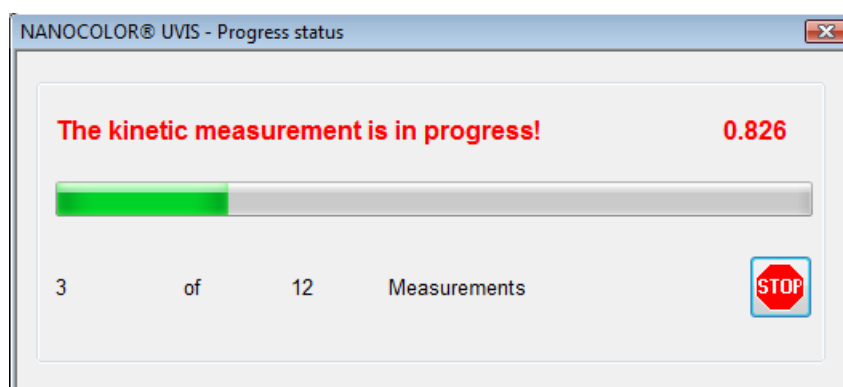 NANOCOLOR® UVIS - Progress status
The kinetic measurement is in progress! 0.826
3 of 12 Measurements
STOP